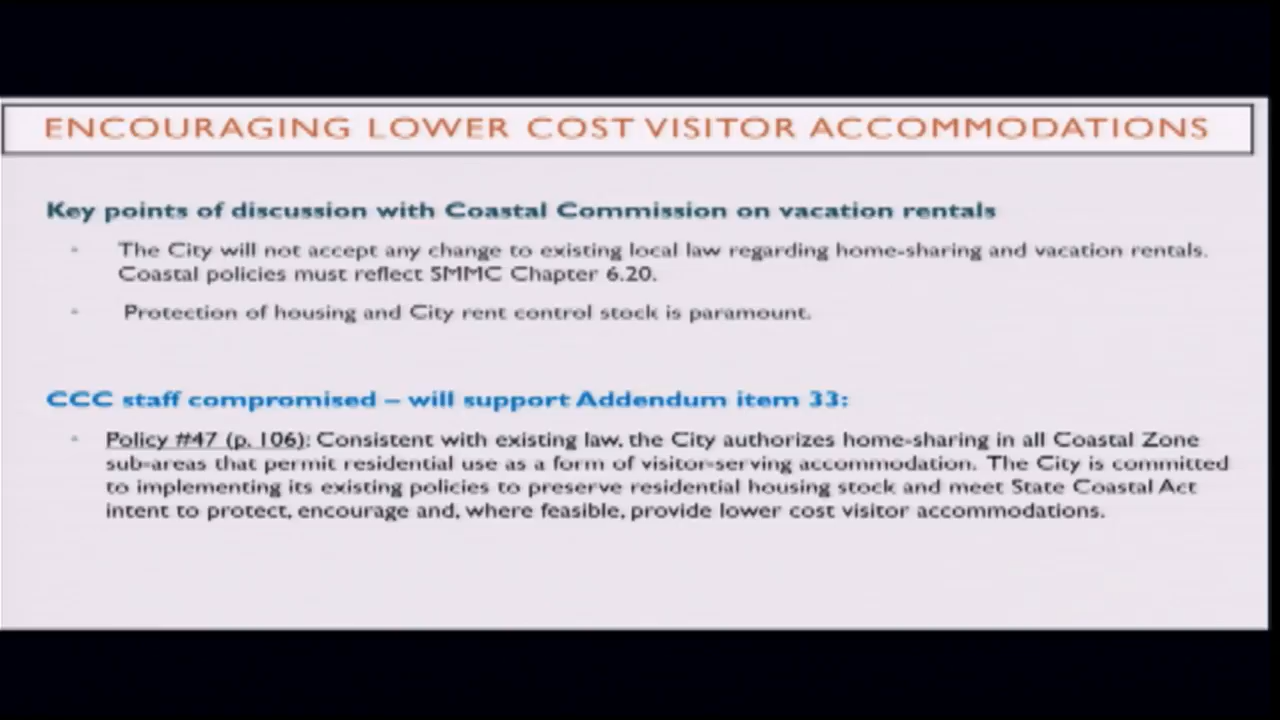 ENCOURAGING LOWER COST VISITOR ACCOMMODATIONS
Key points of discussion with Coastal Commission on vacation rentals
• The City will not accept any change to existing local law regarding home-sharing and vacation rentals.
Coastal policies must reflect SMMC Chapter 6.20.
• Protection of housing and City rent control stock is paramount.
CCC staff compromised – will support Addendum item 33:
• Policy #47 (p. 106): Consistent with existing law, the City authorizes home-sharing in all Coastal Zone
sub-areas that permit residential use as a form of visitor-serving accommodation. The City is committed
to implementing its existing policies to preserve residential housing stock and meet State Coastal Act
intent to protect, encourage and, where feasible, provide lower cost visitor accommodations.